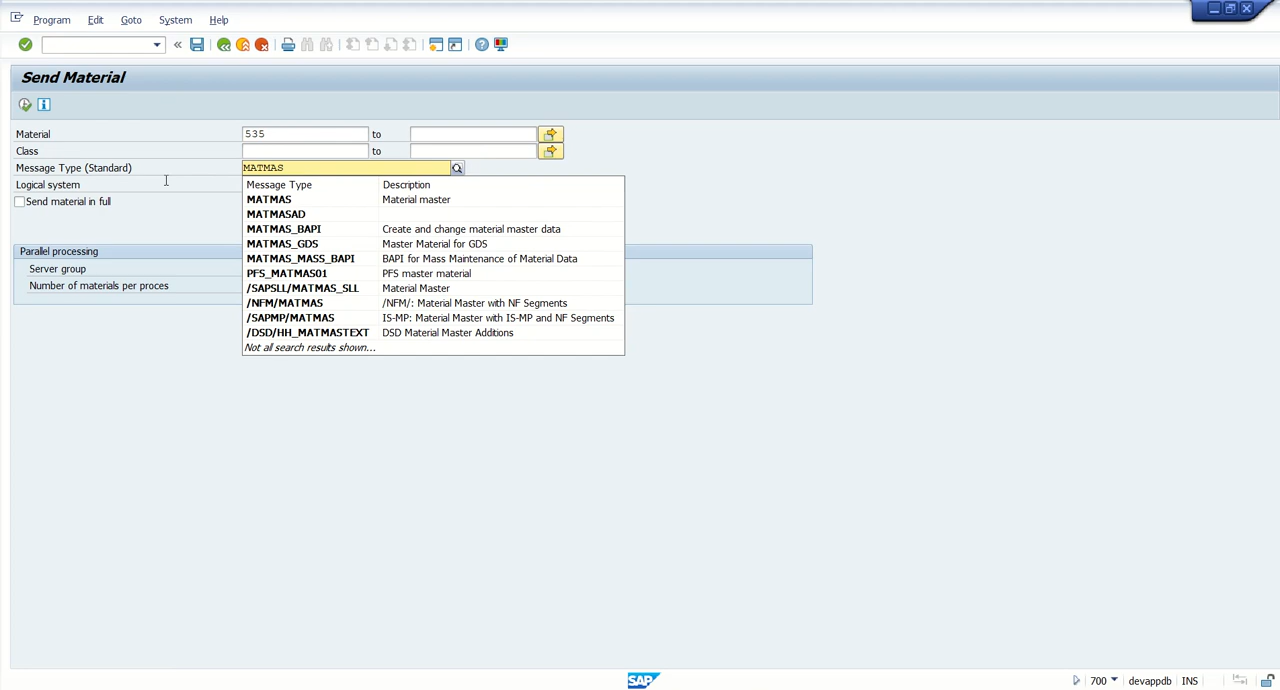 Program Edit Goto System Help
Send Material
Material 535 to
Class to
Message Type (Standard) MATMAS
Logical system
Send material in full
Message Type Description
MATMAS Material master
MATMASAD
MATMAS_BAPI Create and change material master data
MATMAS_GDS Master Material for GDS
MATMAS_MASS_BAPI BAPI for Mass Maintenance of Material Data
PFS_MATMAS01 PFS master material
/SAPSLL/MATMAS_SLL Material Master
/NFM/MATMAS /NFM/: Material Master with NF Segments
/SAPMP/MATMAS IS-MP: Material Master with IS-MP and NF Segments
/DSD/HH_MATMASTEXT DSD Material Master Additions
Not all search results shown...
Parallel processing
Server group
Number of materials per proces
SAP 700 devappdb INS